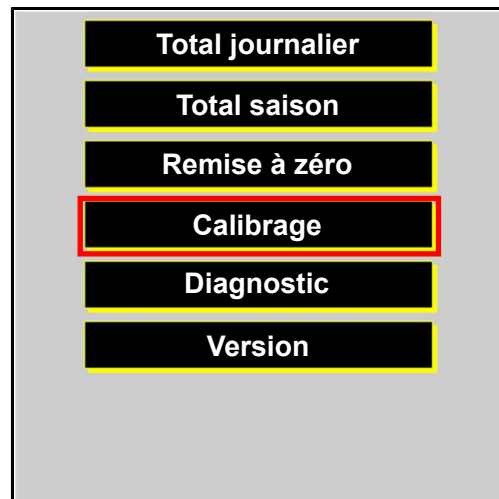 Total journalier
Total saison
Remise à zéro
Calibrage
Diagnostic
Version